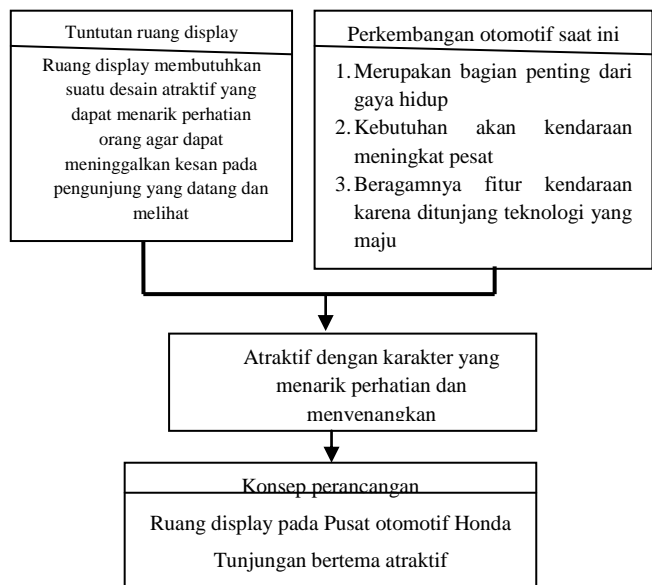 Tuntutan ruang display
Ruang display membutuhkan
suatu desain atraktif yang
dapat menarik perhatian
orang agar dapat
meninggalkan kesan pada
pengunjung yang datang dan
melihat
Perkembangan otomotif saat ini
1. Merupakan bagian penting dari
gaya hidup
2. Kebutuhan akan kendaraan
meningkat pesat
3. Beragamnya fitur kendaraan
karena ditunjang teknologi yang
maju
Atraktif dengan karakter yang
menarik perhatian dan
menyenangkan
Konsep perancangan
Ruang display pada Pusat otomotif Honda
Tunjungan bertema atraktif